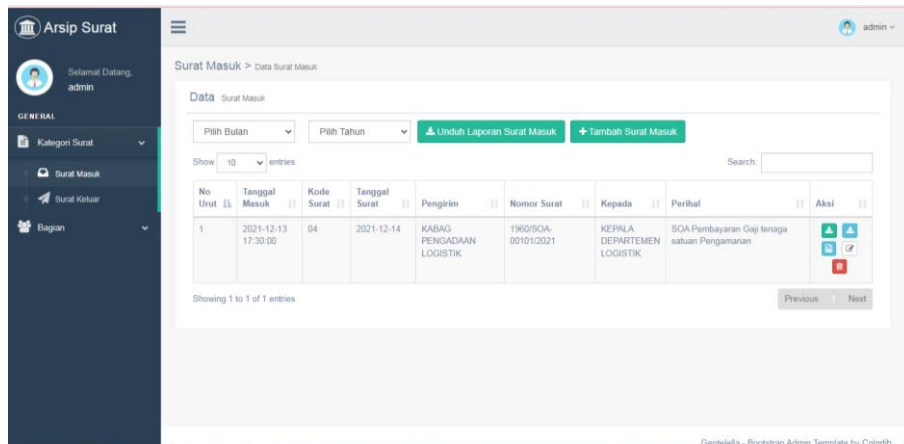 Arsip Surat
admin
Selamat Datang,
admin
GENERAL
Kategori Surat
Surat Masuk
Surat Keluar
Bagian
Surat Masuk > Data Surat Masuk
Data Surat Masuk
Pilih Bulan
Pilih Tahun
Unduh Laporan Surat Masuk
+Tambah Surat Masuk
Show 10 entries
Search:
No Urut
Tanggal Masuk
Kode Surat
Tanggal Surat
Pengirim
Nomor Surat
Kepada
Perihal
Aksi
1
2021-12-13
17:30:00
04
2021-12-14
KABAG
PENGADAAN
LOGISTIK
1960/SOA-
00101/2021
KEPALA
DEPARTEMEN
LOGISTIK
SOA Pembayaran Gaji tenaga
satuan Pengamanan
Showing 1 to 1 of 1 entries
Previous 1 Next
Gentelella - Bootstrap Admin Template by Colorlib